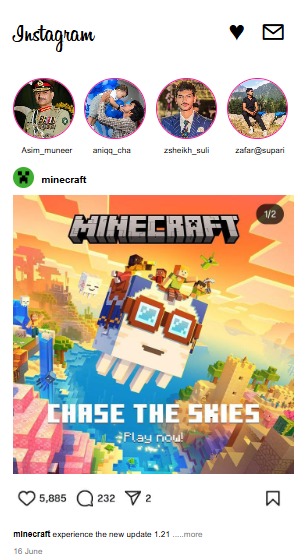 Instagram
Asim_muneer aniqq_cha zsheikh_suli zafar@supari
minecraft
1/2
MINECRAFT
CHASE THE SKIES
Play now!
5,885 232 2
minecraft experience the new update 1.21 .....more
16 June